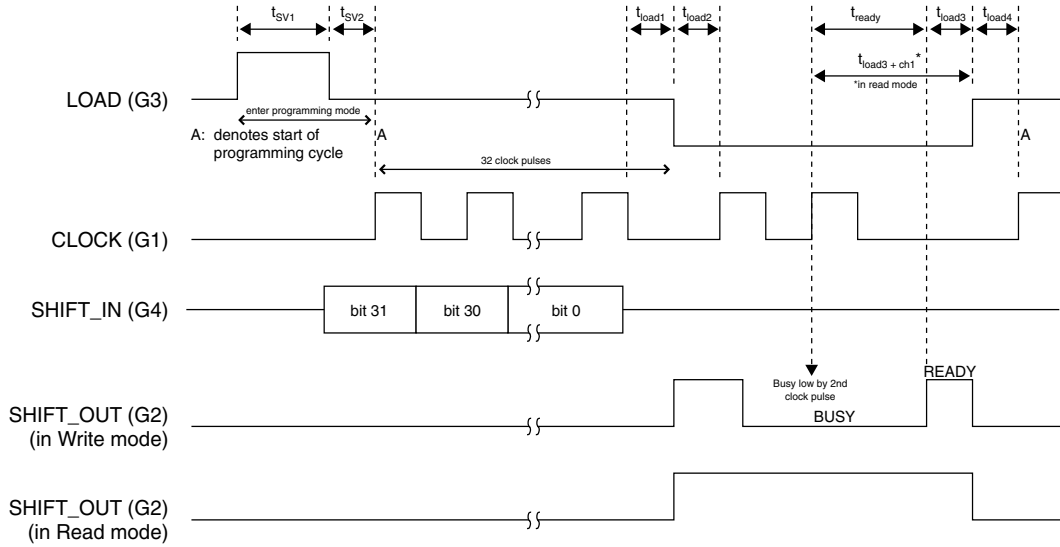 tSV1 tSV2 tload1 tload2 tready tload3 tload4
tload3 + ch1*
*in read mode
LOAD (G3)
enter programming mode
A: denotes start of
programming cycle
A
A
32 clock pulses
CLOCK (G1)
SHIFT_IN (G4)
bit 31 bit 30 bit 0
Busy low by 2nd
clock pulse
READY
SHIFT_OUT (G2)
(in Write mode)
BUSY
SHIFT_OUT (G2)
(in Read mode)